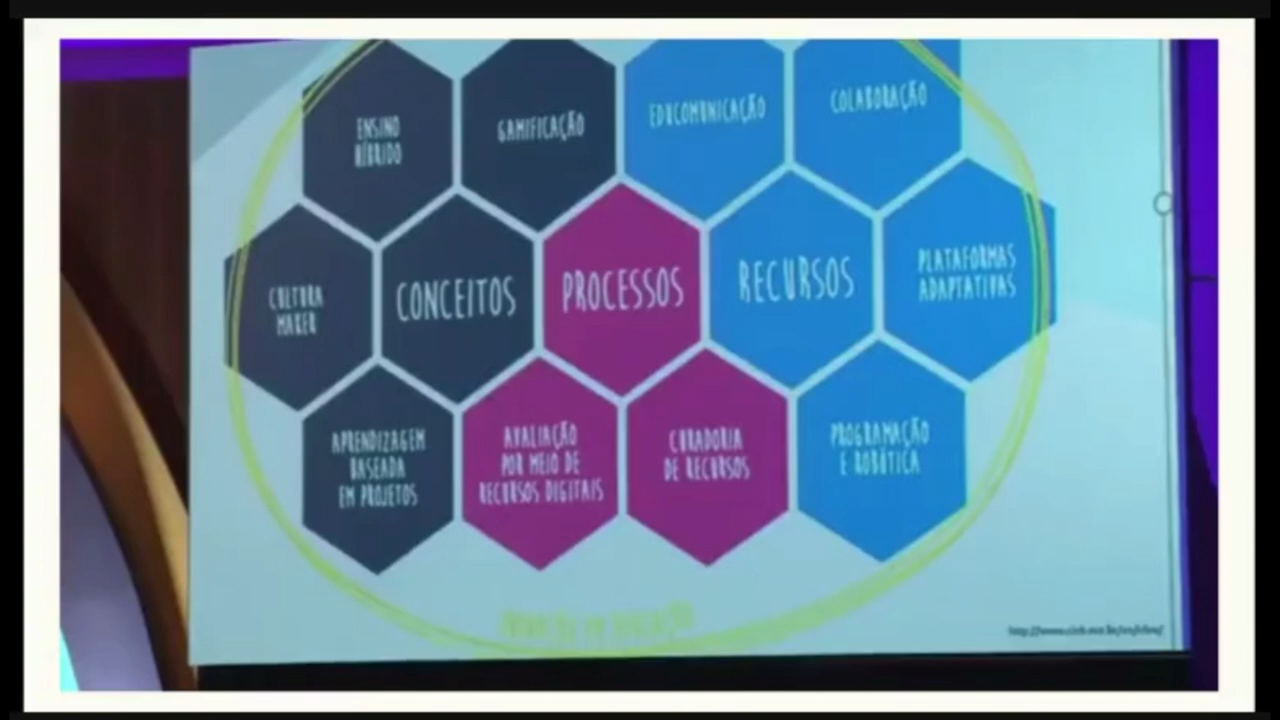 ENSINO
HÍBRIDO
GAMIFICAÇÃO
EDUCOMUNICAÇÃO
COLABORAÇÃO
CULTURA
MAKER
CONCEITOS
PROCESSOS
RECURSOS
PLATAFORMAS
ADAPTATIVAS
APRENDIZAGEM
BASEADA
EM PROJETOS
AVALIAÇÃO
POR MEIO DE
RECURSOS DIGITAIS
CURADORIA
DE RECURSOS
PROGRAMAÇÃO
E ROBÓTICA